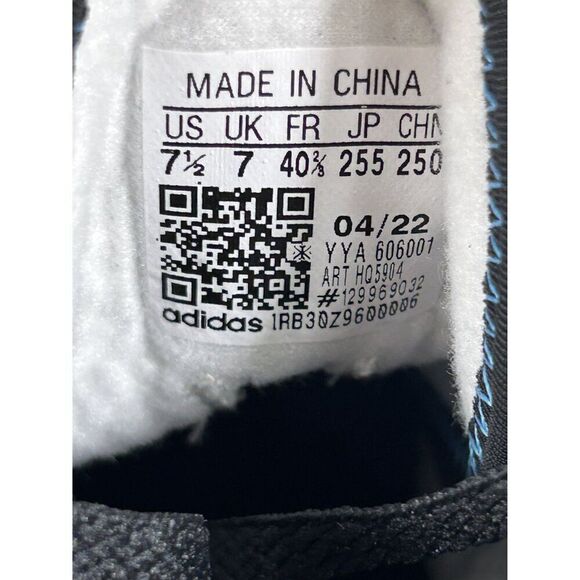 MADE IN CHINA
US UK FR JP CHN
7½ 7 40⅔ 255 250
04/22
YYA 606001
ART HQ5904
#129969032
adidas 1RB30Z9600006